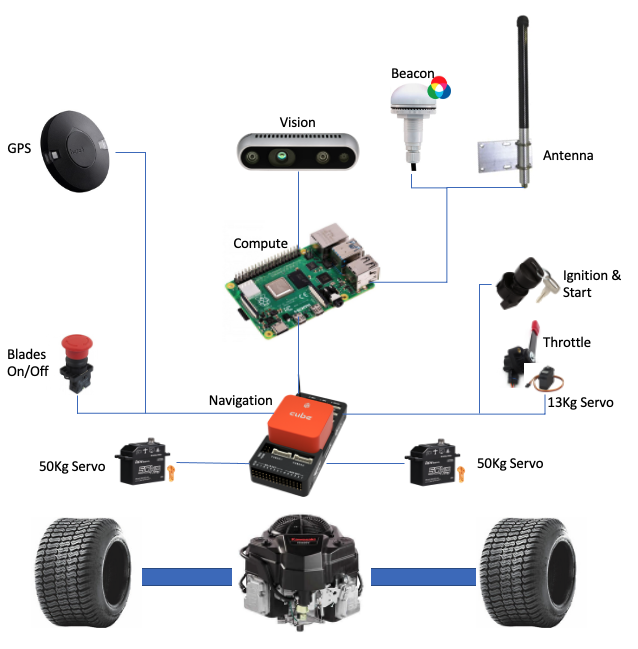 Beacon
Vision
GPS
Antenna
Compute
Ignition &
Start
Throttle
Blades
On/Off
Navigation
13Kg Servo
cube
50Kg Servo
50Kg Servo
Kawasaki